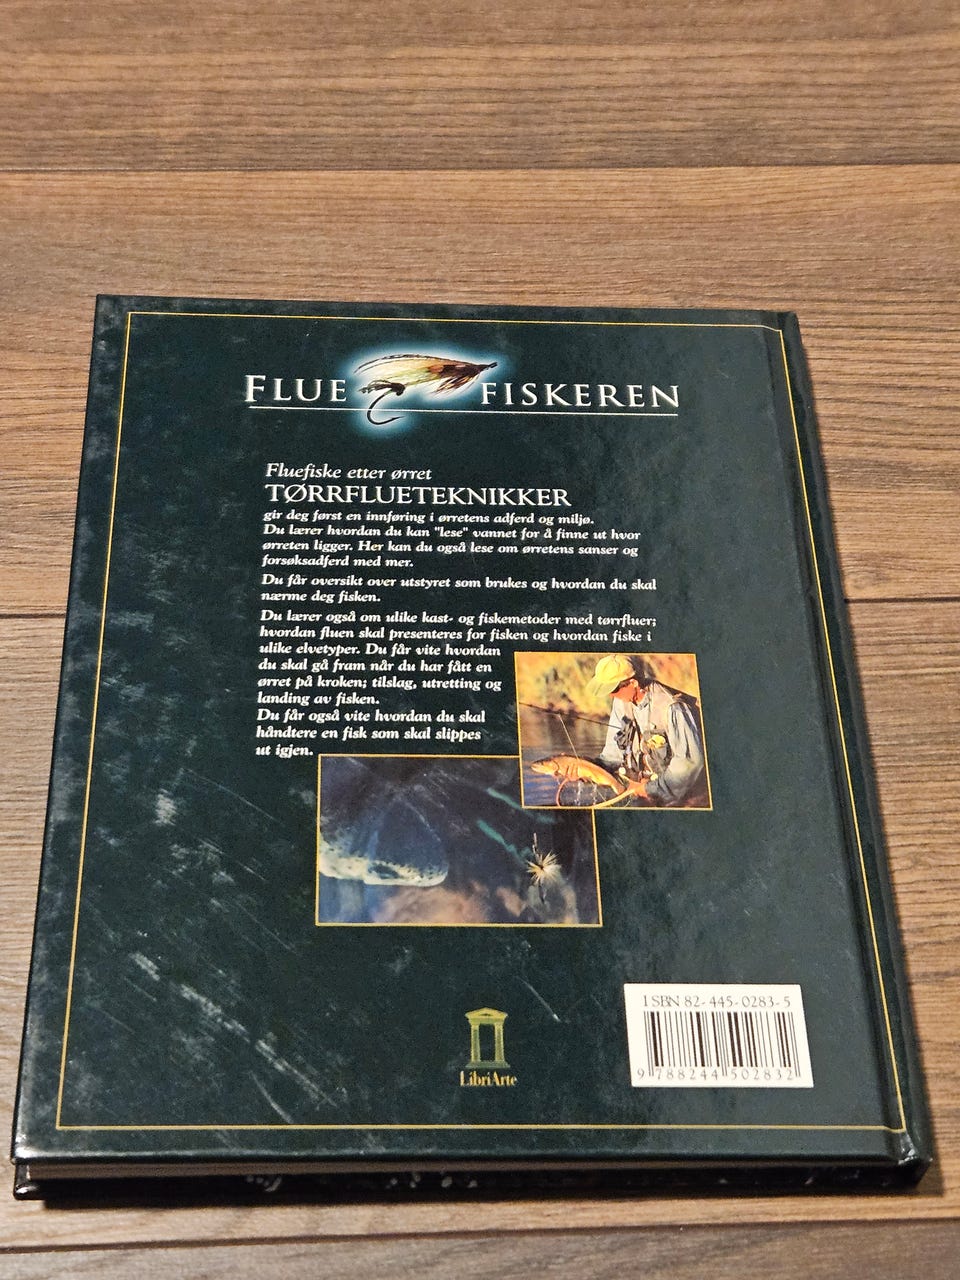 FLUE FISKEREN
Fluefiske etter ørret
TØRRFLUETEKNIKKER
gir deg først en innføring i ørretens adferd og miljø.
Du lærer hvordan du kan "lese" vannet for å finne ut hvor
ørreten ligger. Her kan du også lese om ørretens sanser og
forsøksadferd med mer.
Du får oversikt over utstyret som brukes og hvordan du skal
nærme deg fisken.
Du lærer også om ulike kast- og fiskemetoder med tørrfluer;
hvordan fluen skal presenteres for fisken og hvordan fiske i
ulike elvetyper. Du får vite hvordan
du skal gå fram når du har fått en
ørret på kroken; tilslag, utretting og
landing av fisken.
Du får også vite hvordan du skal
håndtere en fisk som skal slippes
ut igjen.
ISBN 82-445-0283-5
9 788244 502832
LibriArte